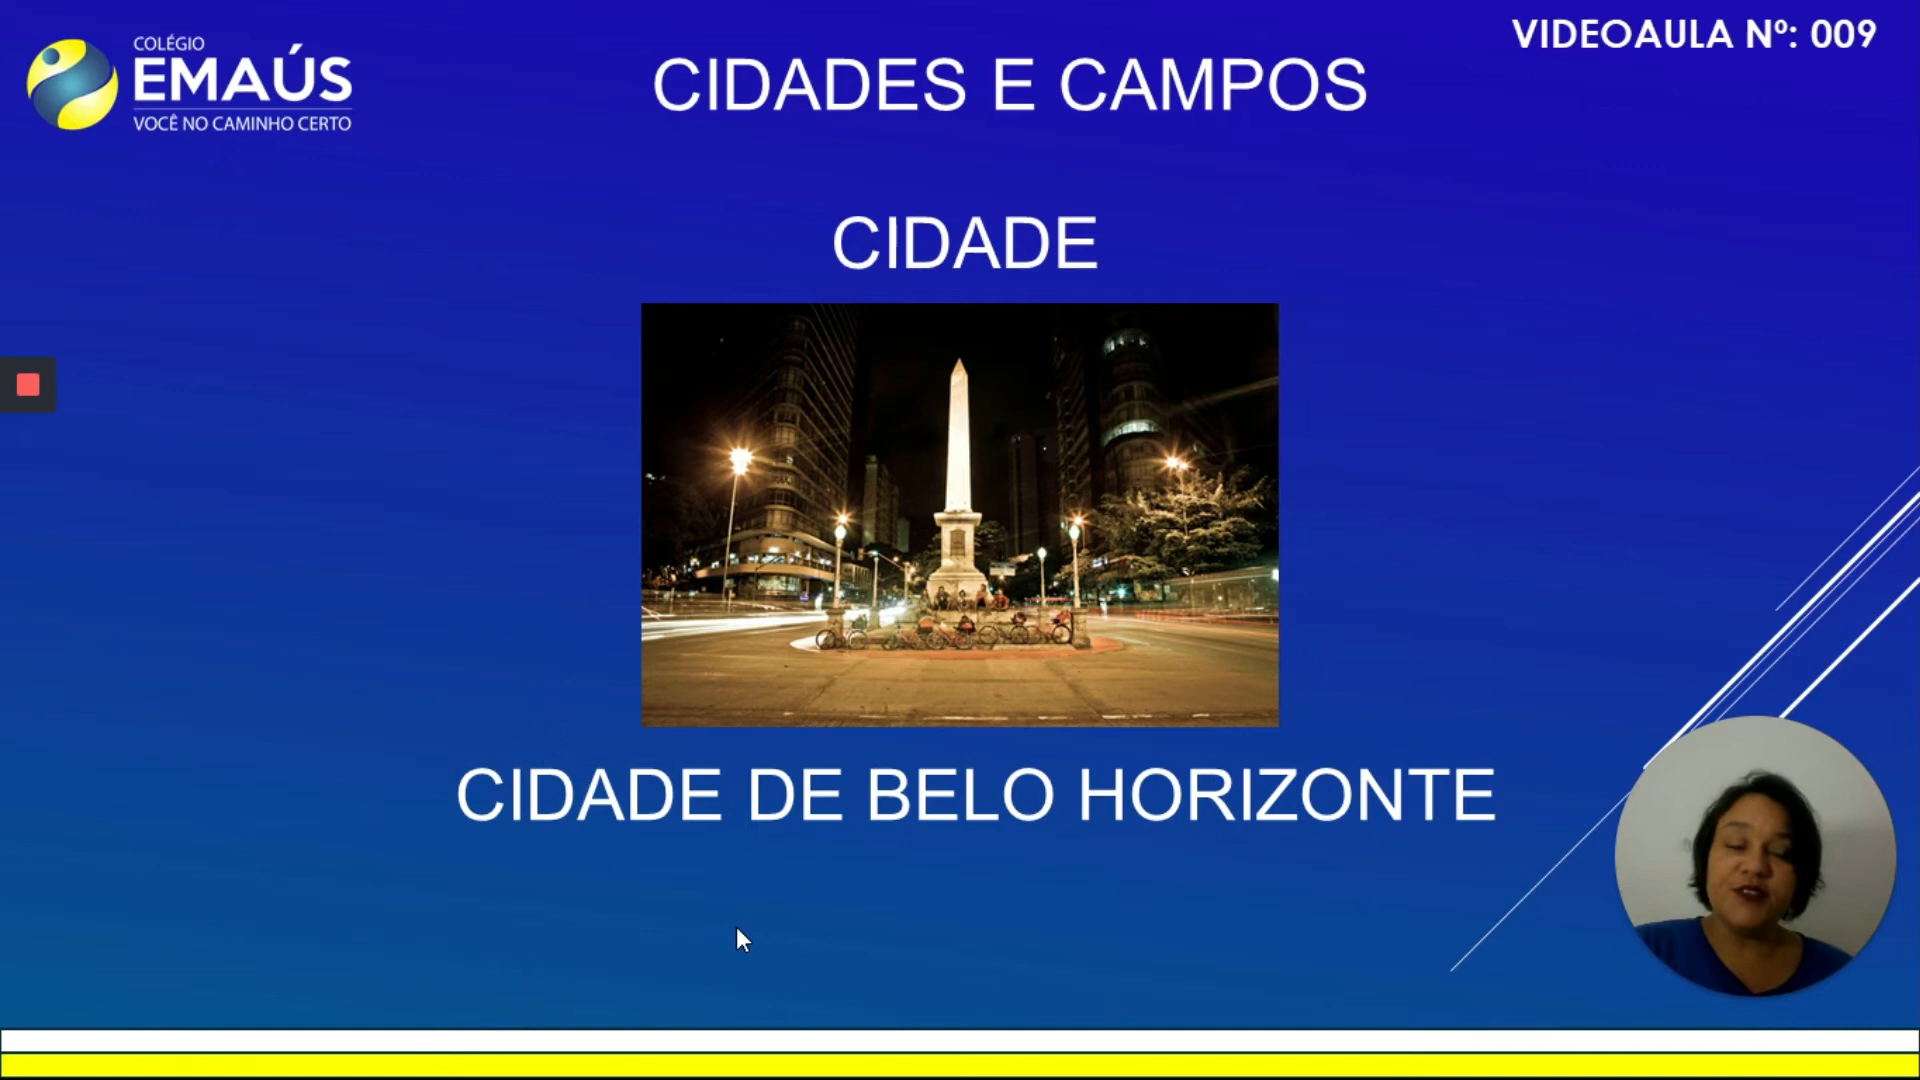 COLÉGIO
EMAÚS
VOCÊ NO CAMINHO CERTO
VIDEOAULA Nº: 009
CIDADES E CAMPOS
CIDADE
CIDADE DE BELO HORIZONTE